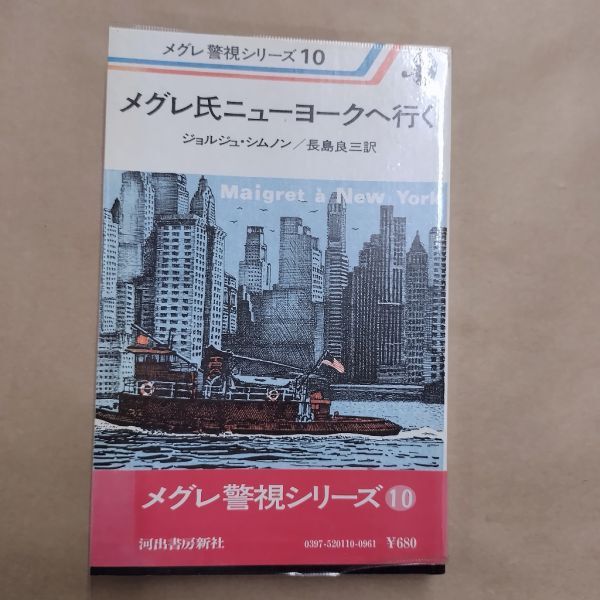 メグレ警視シリーズ10
メグレ氏ニューヨークへ行く
ジョルジュ・シムノン/長島良三訳
Maigret à New York
メグレ警視シリーズ10
河出書房新社 0397-520110-0961 ¥680